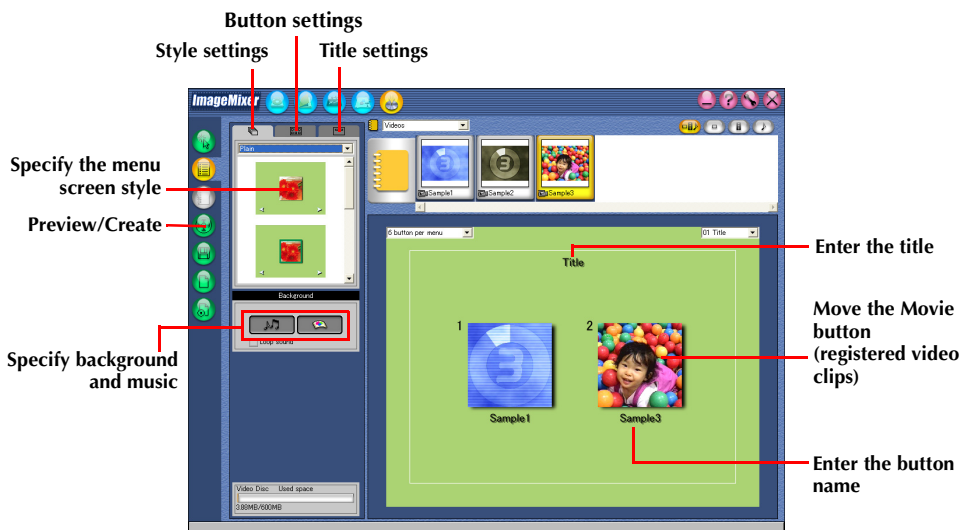 Button settings
Style settings
Title settings
ImageMixer
Videos
Plain
Sample1
Sample2
Sample3
Specify the menu
screen style
Preview/Create
6 button per menu
01 Title
Enter the title
Title
Background
Loop sound
Specify background
and music
1
2
3
Move the Movie
button
(registered video
clips)
Sample1
Sample3
Enter the button
name
Video Disc Used space
3.88MB/600MB